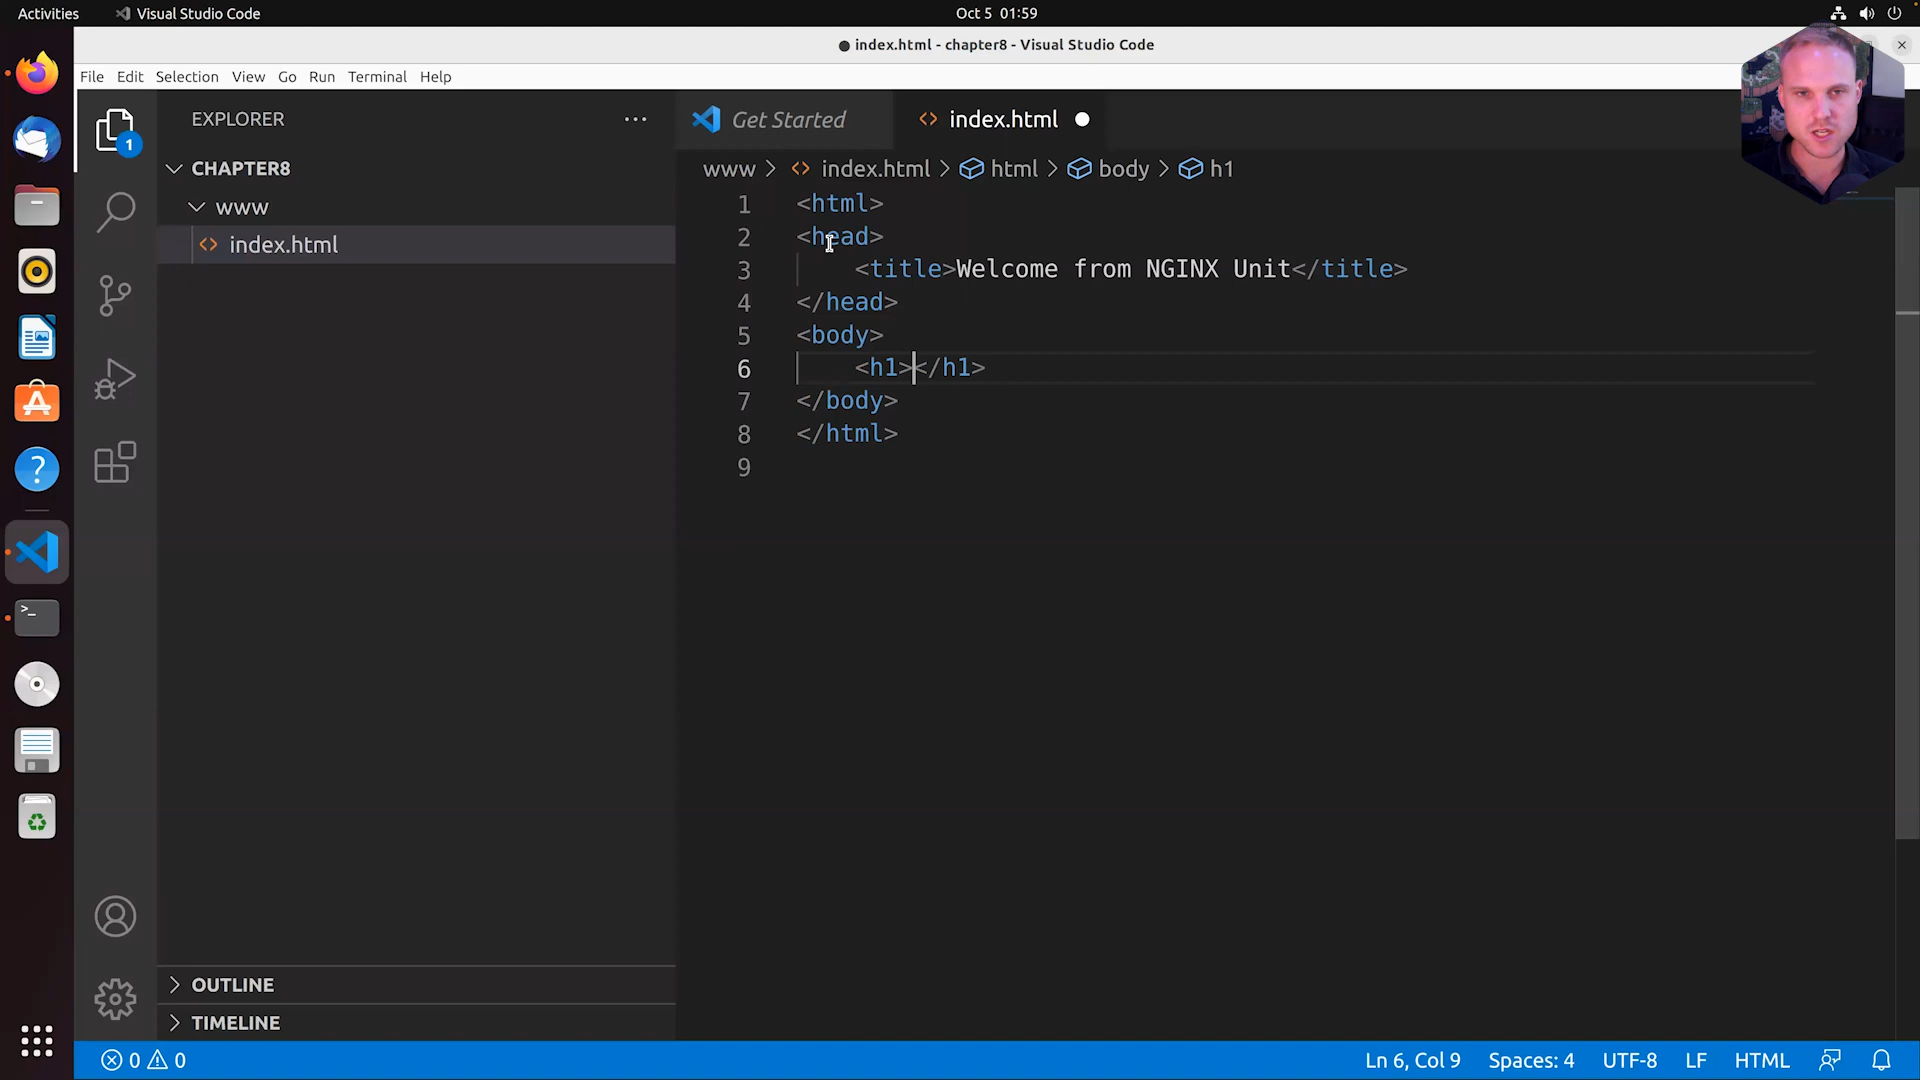 Activities
Visual Studio Code
Oct 5 01:59
● index.html - chapter8 - Visual Studio Code
File Edit Selection View Go Run Terminal Help
EXPLORER
1
CHAPTER8
www
index.html
Get Started
index.html
www > index.html > html > body > h1
1 <html>
2 <head>
3 <title>Welcome from NGINX Unit</title>
4 </head>
5 <body>
6 <h1></h1>
7 </body>
8 </html>
9
OUTLINE
TIMELINE
0 0
Ln 6, Col 9 Spaces: 4 UTF-8 LF HTML